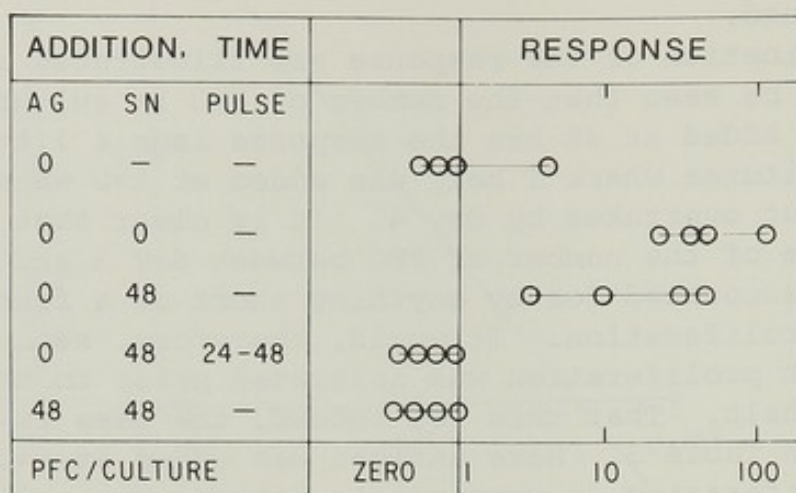 ADDITION, TIME RESPONSE
AG SN PULSE
0 — —
0 0 —
0 48 —
0 48 24-48
48 48 —
PFC/CULTURE ZERO 1 10 100